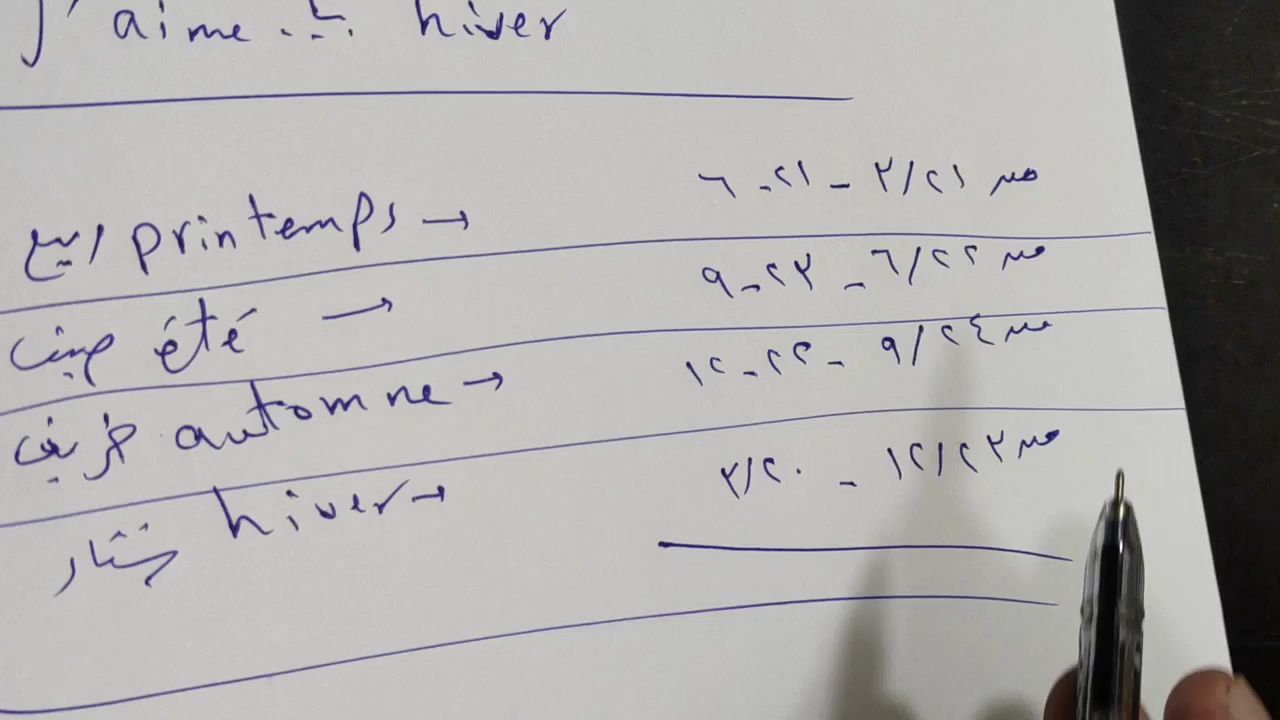 J'aime ... hiver
ربيع printemps → من ٢١/٣ - ٢١-٦
صيف été → من ٢٢/٦ - ٢٣-٩
خريف automne → من ٢٤/٩ - ٢٢-١٢
شتاء hiver → من ٢٣/١٢ - ٢٠/٣